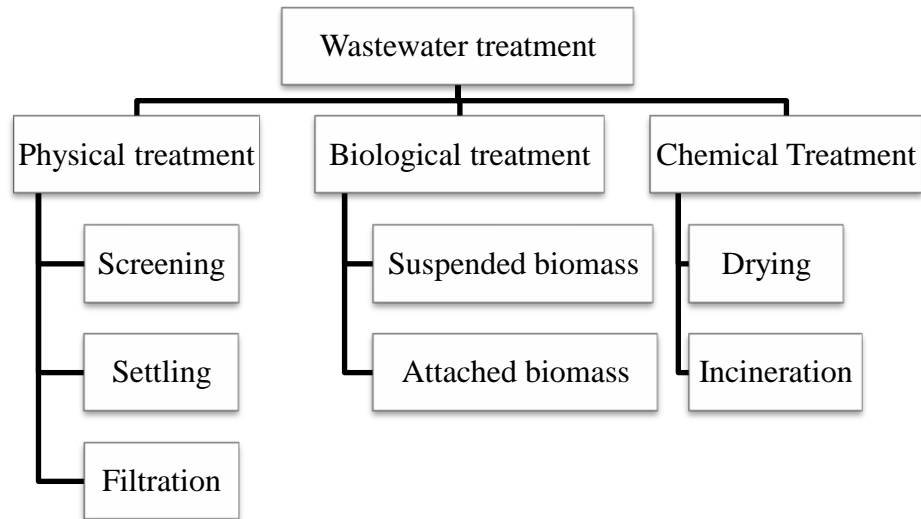 Wastewater treatment
Physical treatment
Biological treatment
Chemical Treatment
Screening
Suspended biomass
Drying
Settling
Attached biomass
Incineration
Filtration